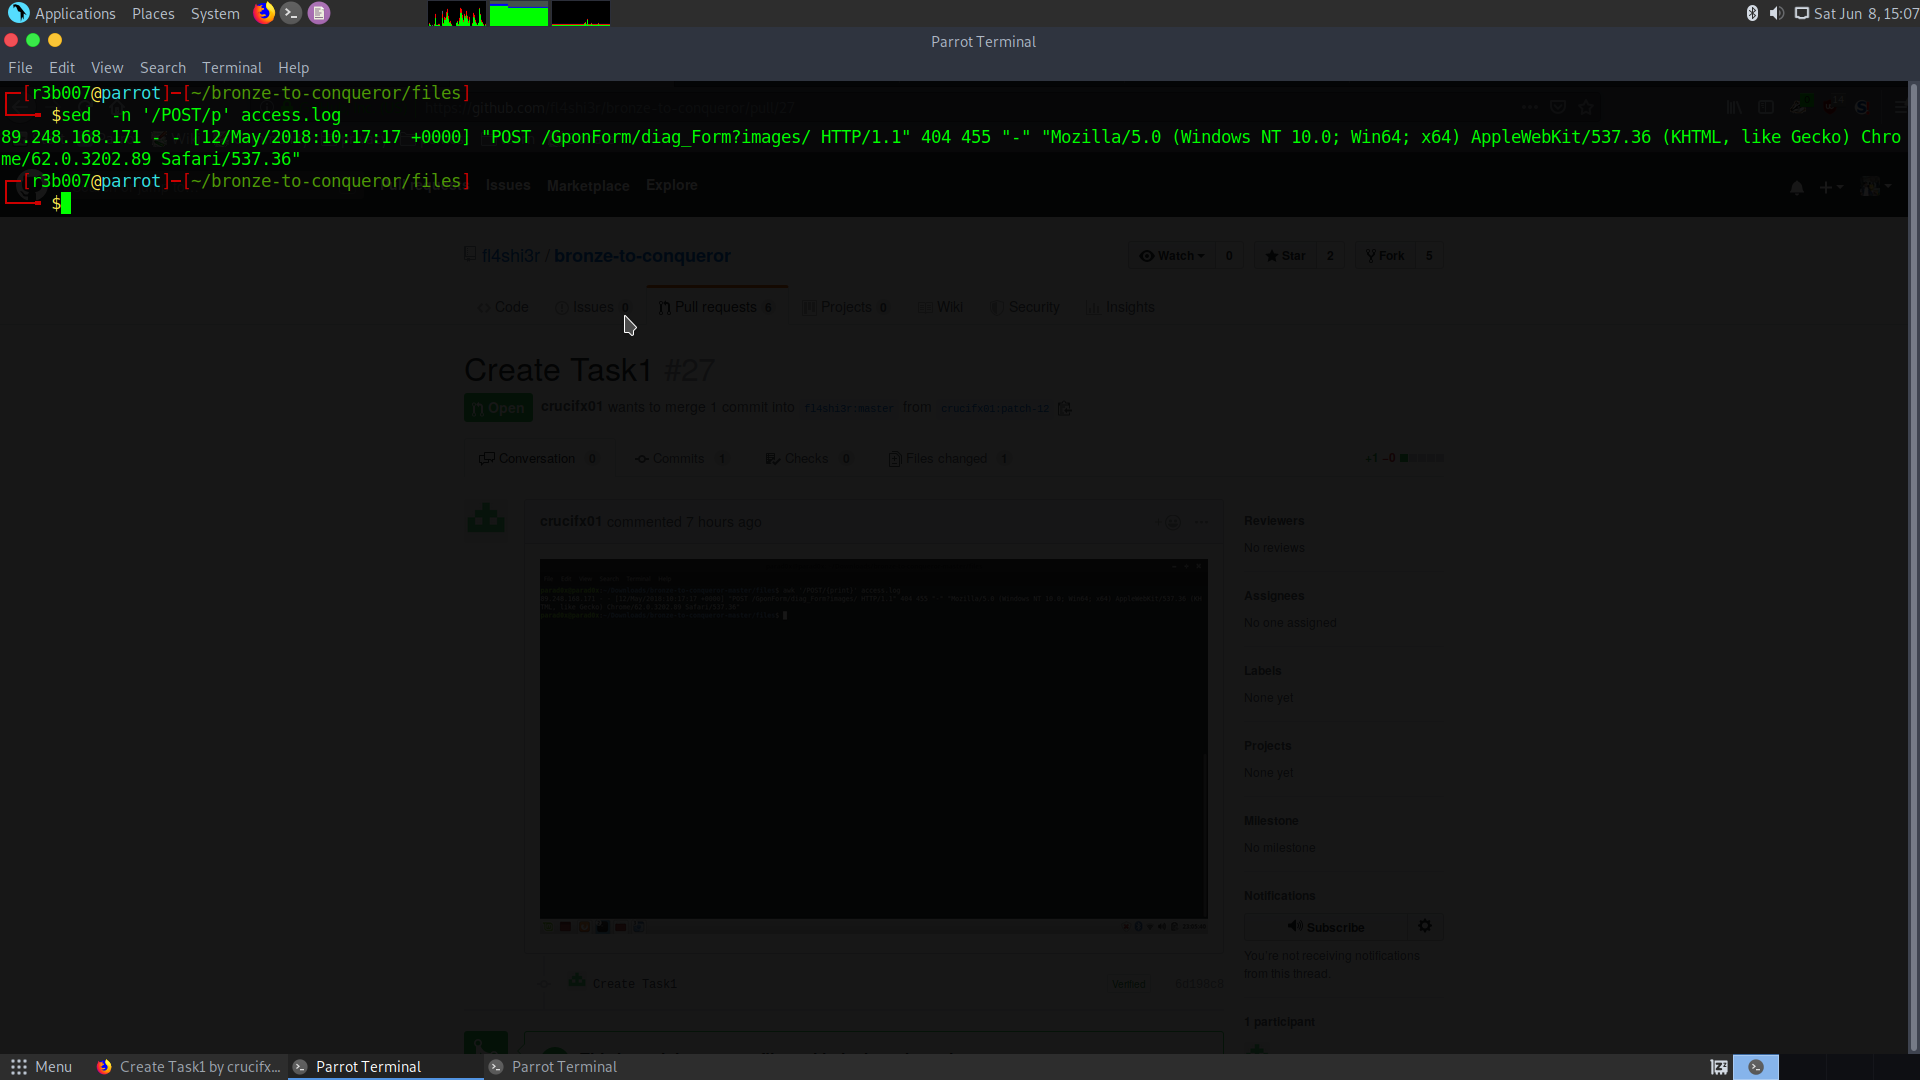 Applications Places System
Sat Jun 8, 15:07
Parrot Terminal
File Edit View Search Terminal Help
[r3b007@parrot]─[~/bronze-to-conqueror/files]
$sed  -n '/POST/p' access.log
89.248.168.171 - - [12/May/2018:10:17:17 +0000] "POST /GponForm/diag_Form?images/ HTTP/1.1" 404 455 "-" "Mozilla/5.0 (Windows NT 10.0; Win64; x64) AppleWebKit/537.36 (KHTML, like Gecko) Chro
me/62.0.3202.89 Safari/537.36"
[r3b007@parrot]─[~/bronze-to-conqueror/files]
$
Issues Marketplace Explore
fl4shi3r / bronze-to-conqueror
Watch 0 Star 2 Fork 5
Code Issues 0 Pull requests 6 Projects 0 Wiki Security Insights
Create Task1 #27
Open crucifx01 wants to merge 1 commit into fl4shi3r:master from crucifx01:patch-12
Conversation 0 Commits 1 Checks 0 Files changed 1 +1 −0
crucifx01 commented 7 hours ago
Reviewers
No reviews
Assignees
No one assigned
Labels
None yet
Projects
None yet
Milestone
No milestone
Notifications
Subscribe
You're not receiving notifications
from this thread.
Create Task1
Verified
1 participant
Menu Create Task1 by crucifx... Parrot Terminal Parrot Terminal